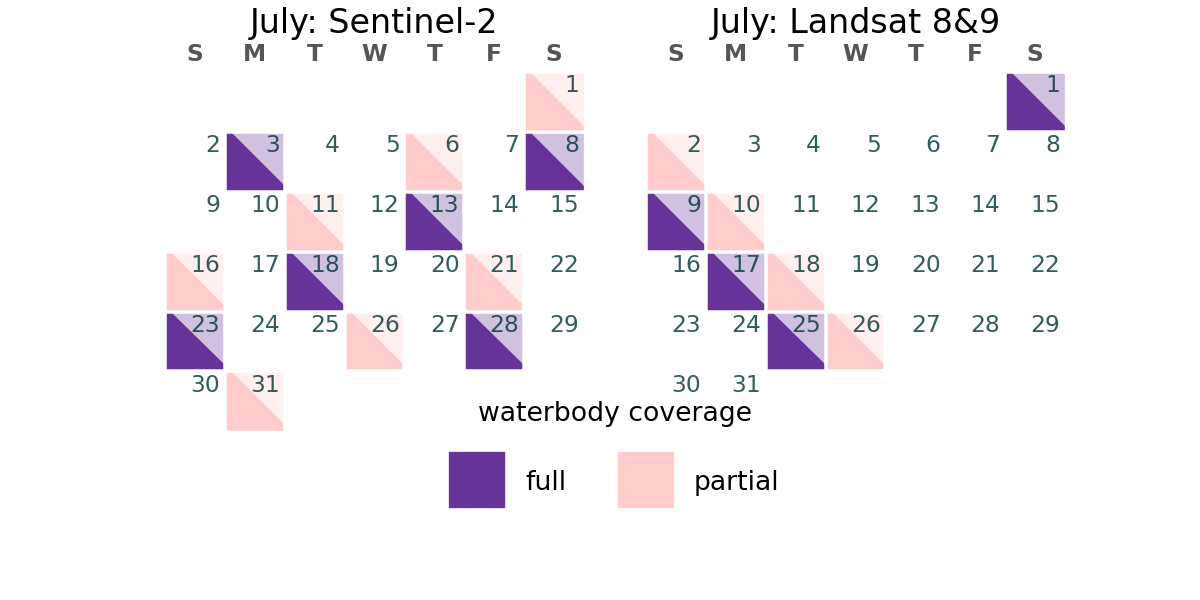 July: Sentinel-2
S M T W T F S
1
2 3 4 5 6 7 8
9 10 11 12 13 14 15
16 17 18 19 20 21 22
23 24 25 26 27 28 29
30 31
July: Landsat 8&9
S M T W T F S
1
2 3 4 5 6 7 8
9 10 11 12 13 14 15
16 17 18 19 20 21 22
23 24 25 26 27 28 29
30 31
waterbody coverage
full partial